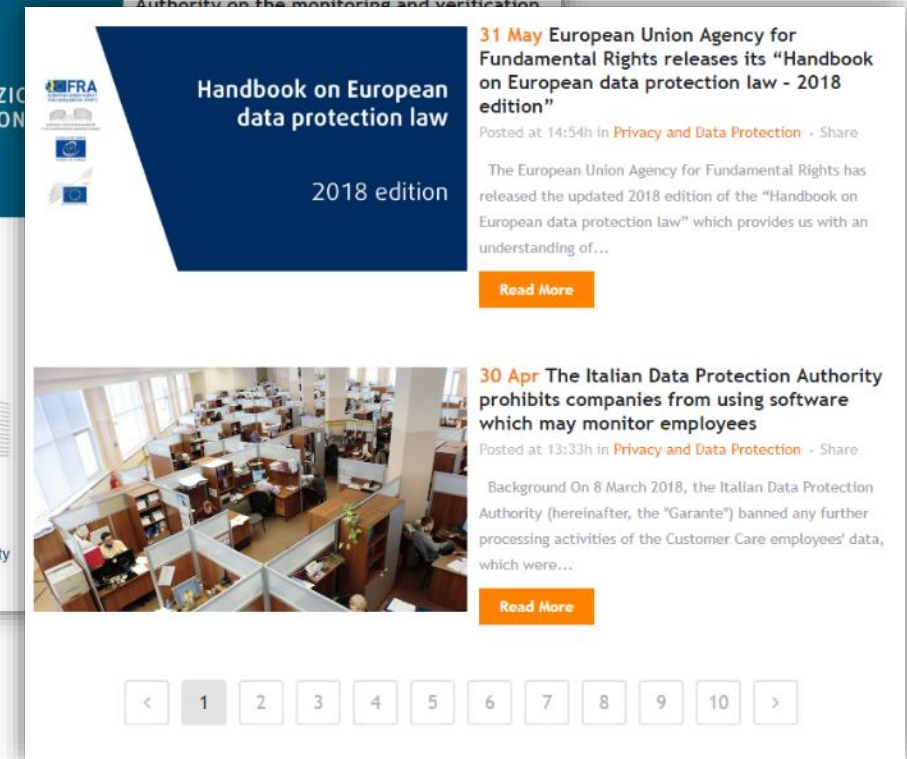 Authority on the monitoring and verification
ZIO
ON
ty
FRA
Handbook on European
data protection law
2018 edition
31 May European Union Agency for
Fundamental Rights releases its “Handbook
on European data protection law - 2018
edition”
Posted at 14:54h in Privacy and Data Protection · Share
The European Union Agency for Fundamental Rights has
released the updated 2018 edition of the “Handbook on
European data protection law” which provides us with an
understanding of...
Read More
30 Apr The Italian Data Protection Authority
prohibits companies from using software
which may monitor employees
Posted at 13:33h in Privacy and Data Protection · Share
Background On 8 March 2018, the Italian Data Protection
Authority (hereinafter, the "Garante") banned any further
processing activities of the Customer Care employees' data,
which were...
Read More
< 1 2 3 4 5 6 7 8 9 10 >